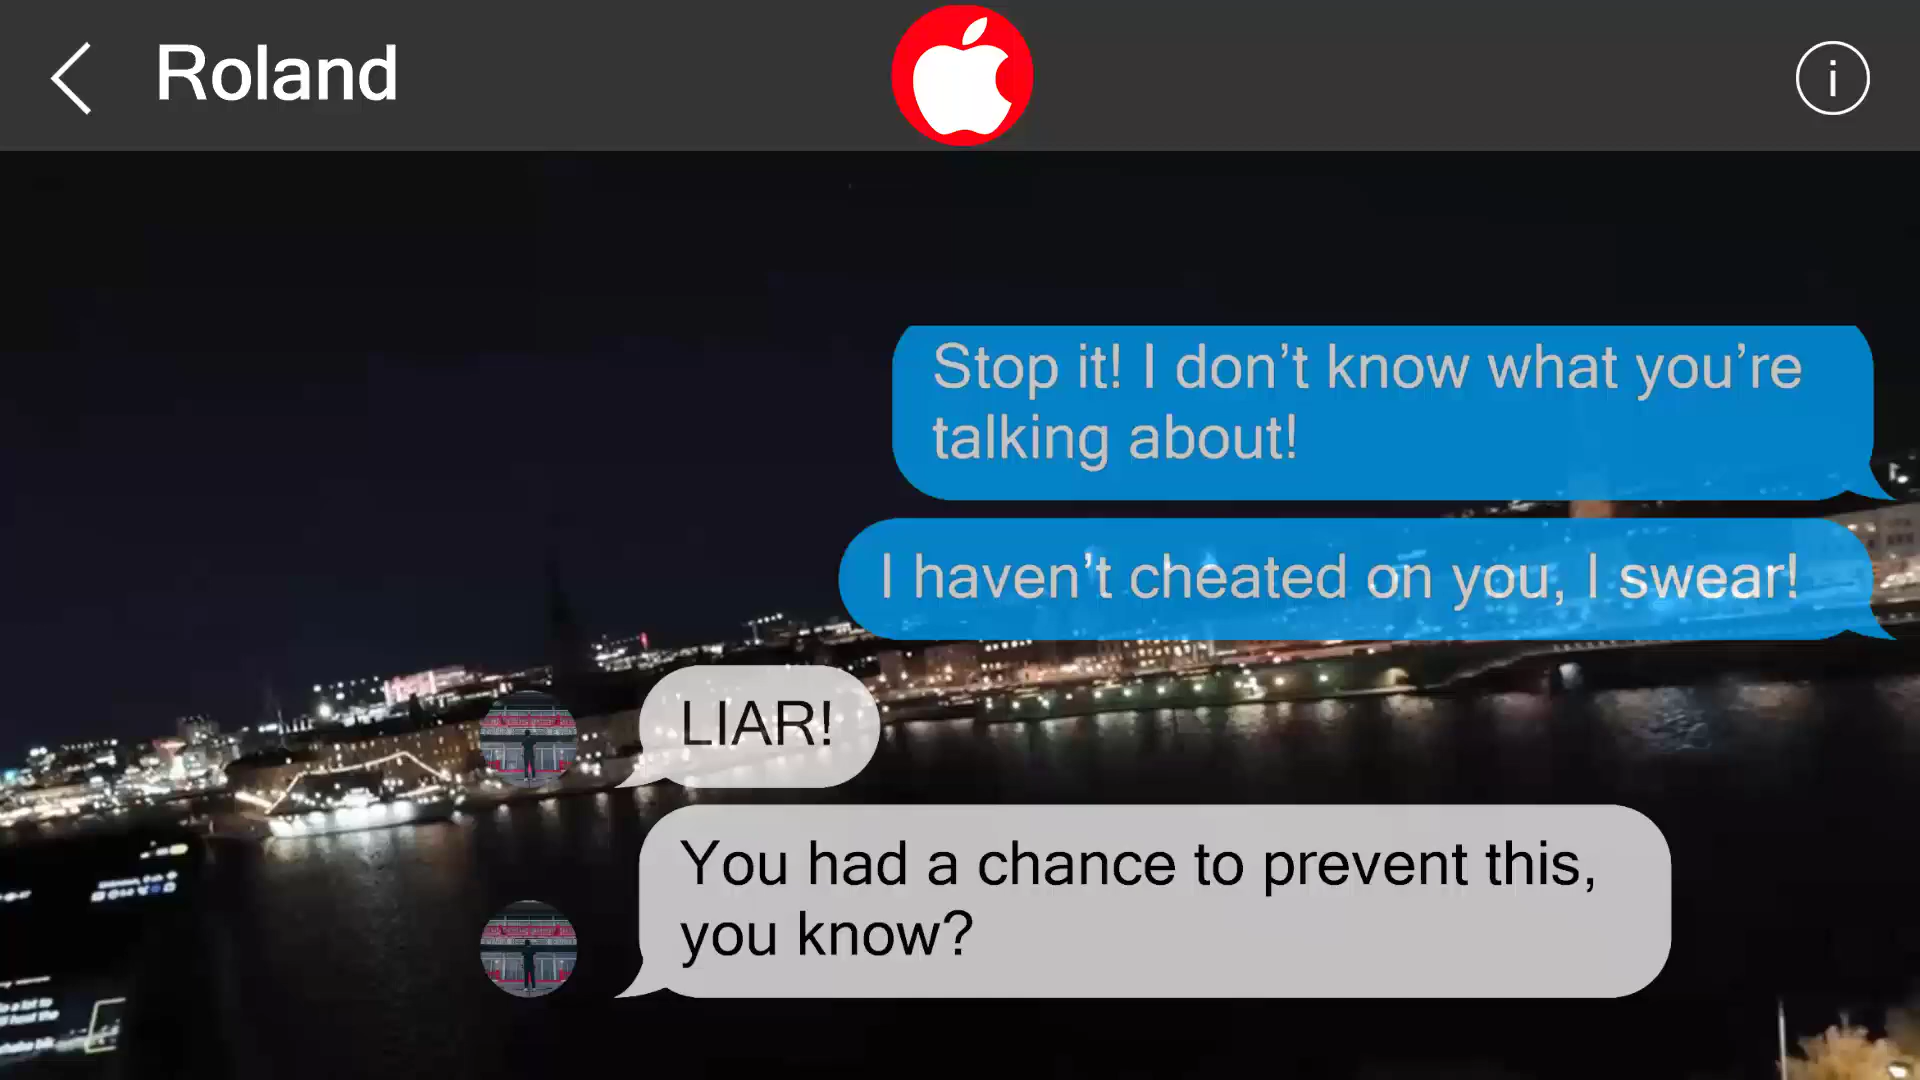 Roland
i
Stop it! I don’t know what you’re
talking about!
I haven’t cheated on you, I swear!
LIAR!
You had a chance to prevent this,
you know?